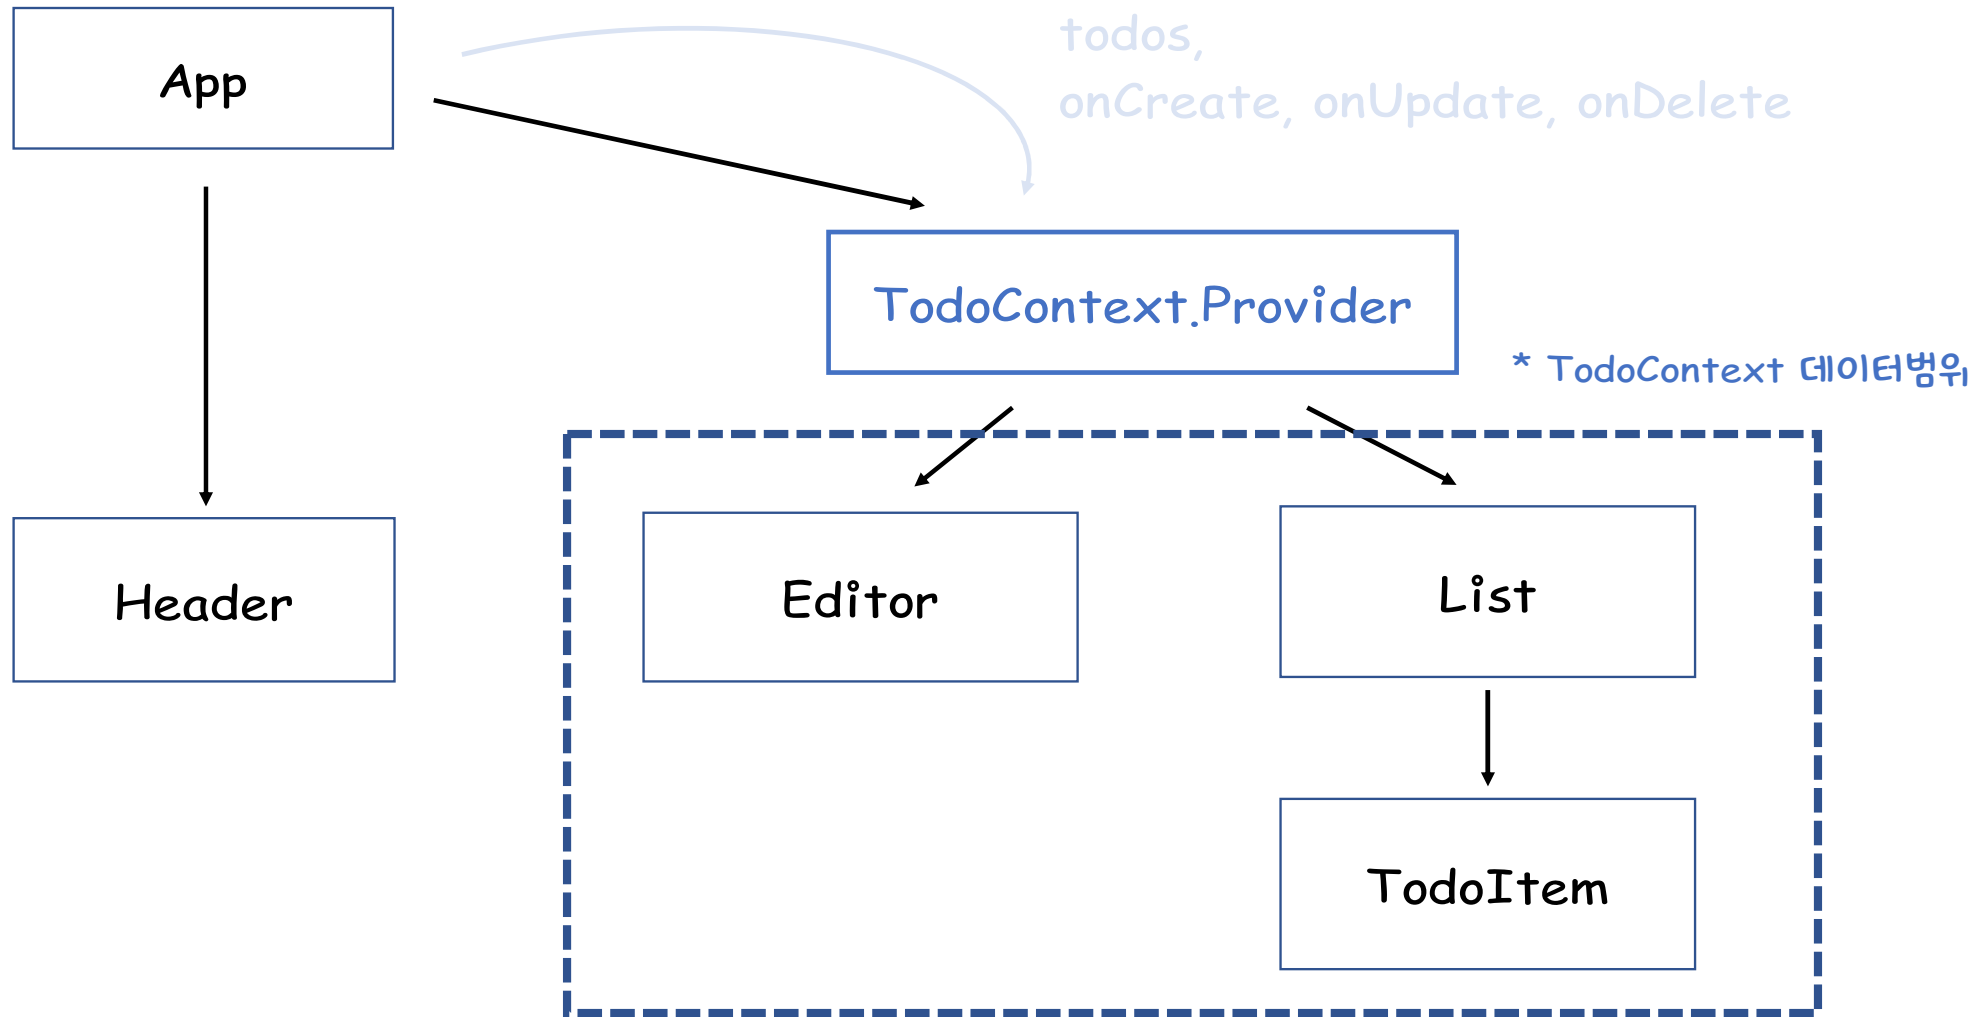 App
todos,
onCreate, onUpdate, onDelete
TodoContext.Provider
* TodoContext 데이터범위
Header
Editor
List
TodoItem